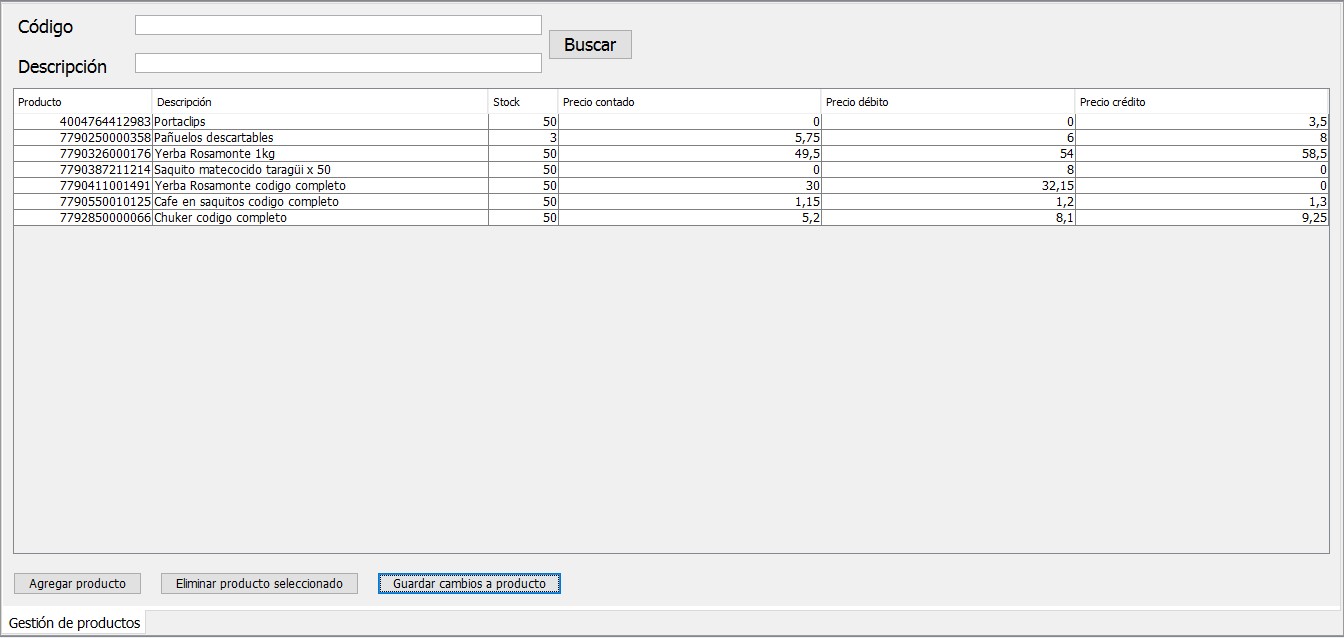 Código
Buscar
Descripción
Producto Descripción Stock Precio contado Precio débito Precio crédito
4004764412983 Portaclips 50 0 0 3,5
7790250000358 Pañuelos descartables 3 5,75 6 8
7790326000176 Yerba Rosamonte 1kg 50 49,5 54 58,5
7790387211214 Saquito matecocido taragüi x 50 50 0 8 0
7790411001491 Yerba Rosamonte codigo completo 50 30 32,15 0
7790550010125 Cafe en saquitos codigo completo 50 1,15 1,2 1,3
7792850000066 Chuker codigo completo 50 5,2 8,1 9,25
Agregar producto Eliminar producto seleccionado Guardar cambios a producto
Gestión de productos